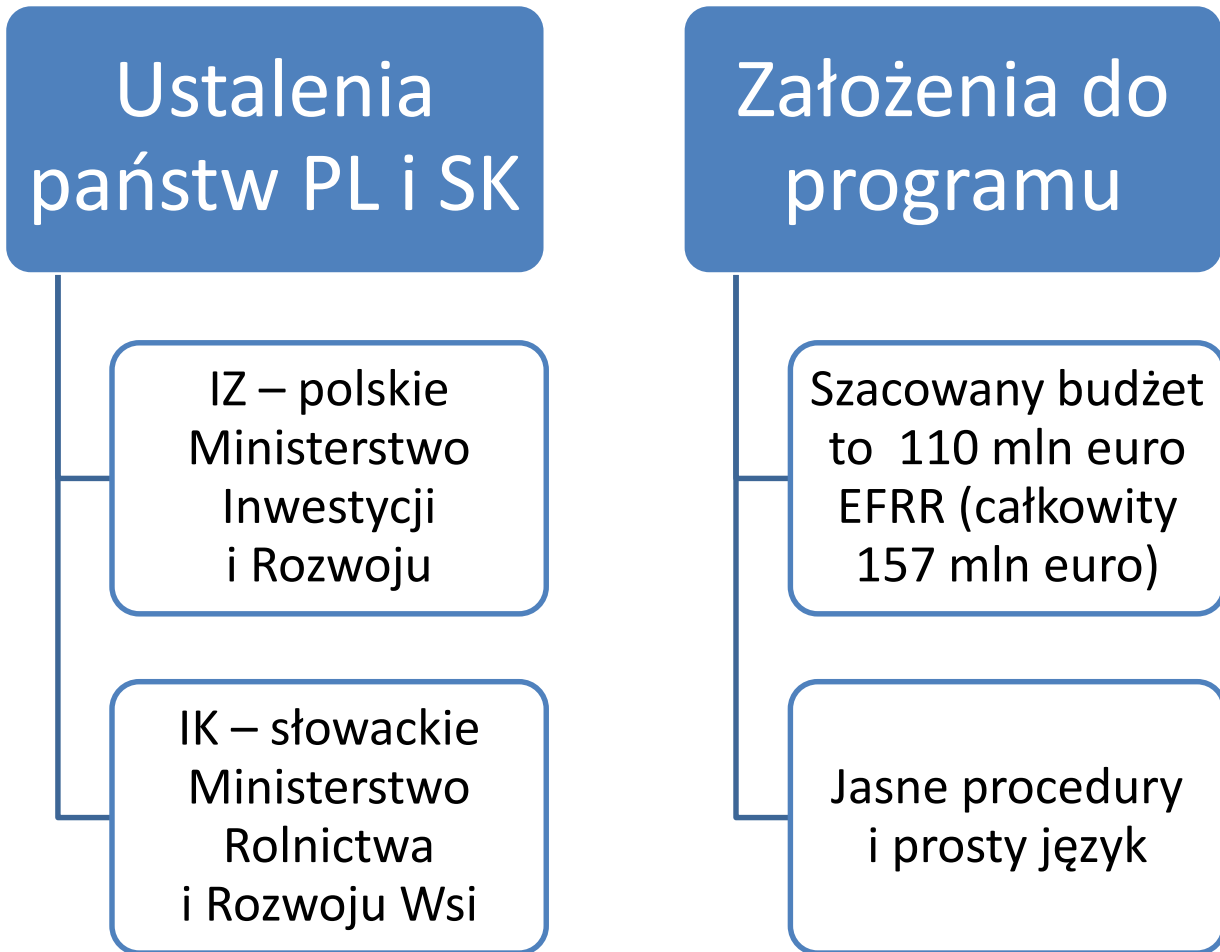 Ustalenia
państw PL i SK
IZ – polskie
Ministerstwo
Inwestycji
i Rozwoju
IK – słowackie
Ministerstwo
Rolnictwa
i Rozwoju Wsi
Założenia do
programu
Szacowany budżet
to 110 mln euro
EFRR (całkowity
157 mln euro)
Jasne procedury
i prosty język